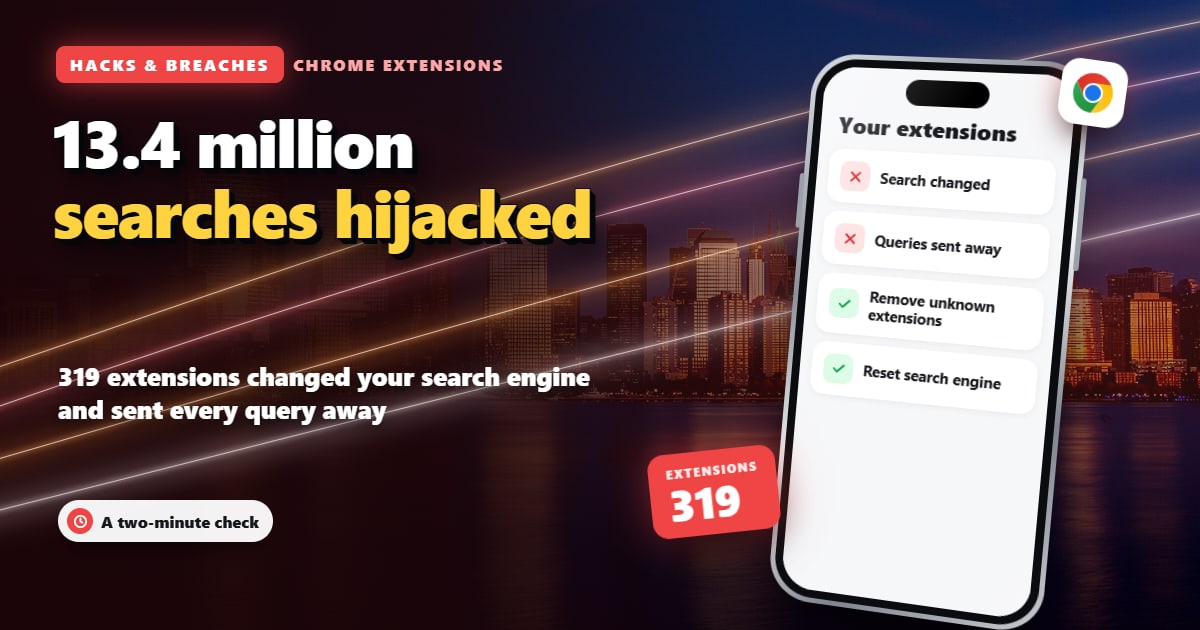 HACKS & BREACHES CHROME EXTENSIONS
13.4 million
searches hijacked
319 extensions changed your search engine
and sent every query away
A two-minute check
EXTENSIONS
319
Your extensions
Search changed
Queries sent away
Remove unknown
extensions
Reset search engine